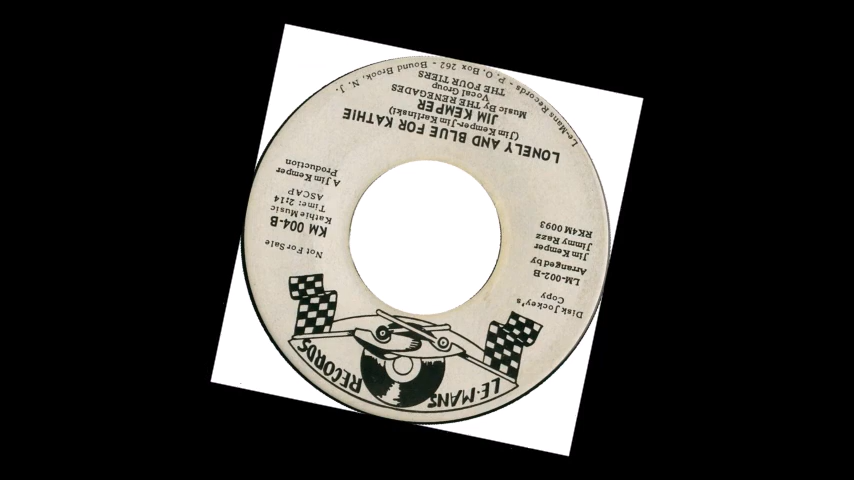 LE-MANS RECORDS
Disk Jockey's
Copy
LM-002-B
Arranged by
Jim Kemper
Jimmy Razz
RK4M 0093
Not For Sale
KM 004-B
Kathie Music
Time: 2:14
ASCAP
A Jim Kemper
Production
LONELY AND BLUE FOR KATHIE
(Jim Kemper-Jim Karlinski)
JIM KEMPER
Music By THE RENEGADES
Vocal Group
THE FOUR TIERS
Le-Mans Records - P. O. Box 262 - Bound Brook, N. J.